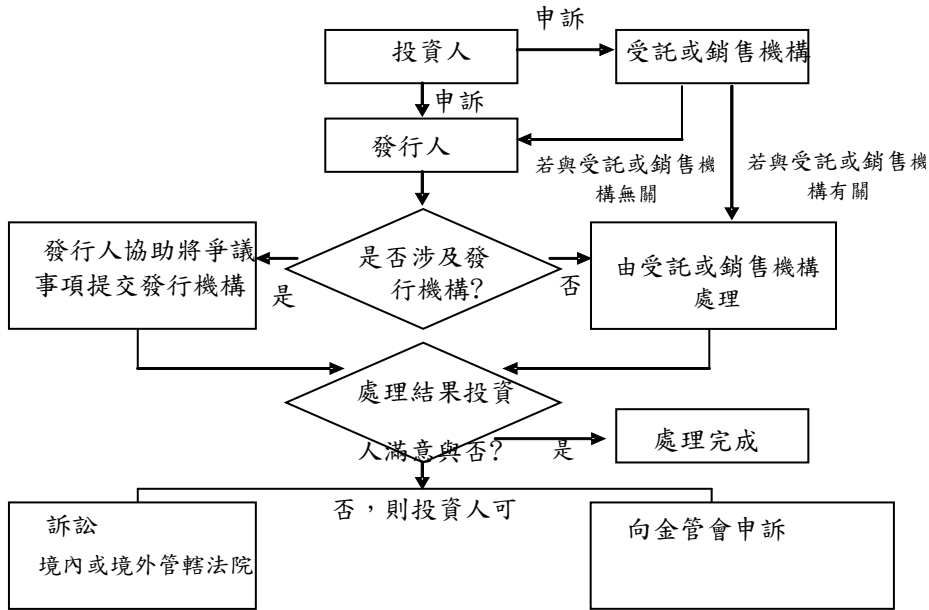 申訴
投資人
受託或銷售機構
申訴
發行人
若與受託或銷售機
構無關
若與受託或銷售機
構有關
發行人協助將爭議
事項提交發行機構
是
是否涉及發
行機構?
否
由受託或銷售機構
處理
處理結果投資
人滿意與否?
是
處理完成
否，則投資人可
訴訟
境內或境外管轄法院
向金管會申訴